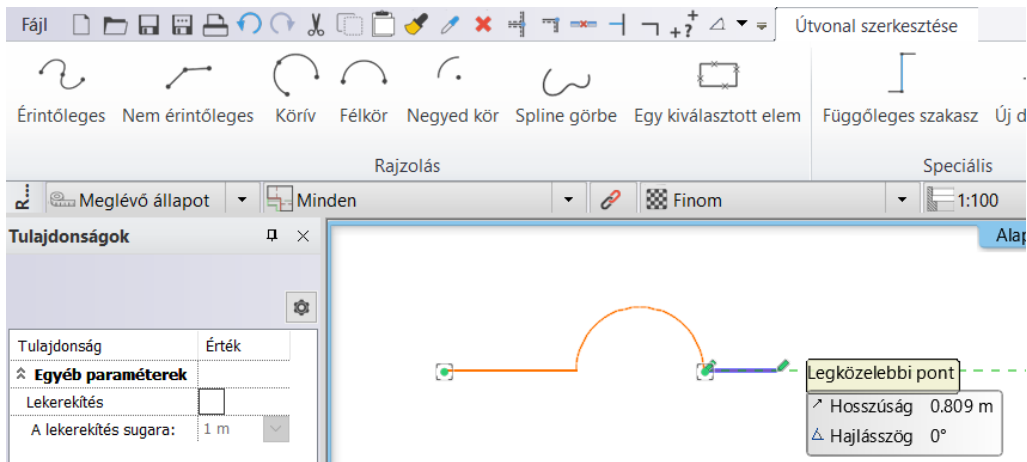 Fájl
Útvonal szerkesztése
Érintőleges Nem érintőleges Körív Félkör Negyed kör Spline görbe Egy kiválasztott elem Függőleges szakasz Új d
Rajzolás Speciális
R... Meglévő állapot Minden Finom 1:100
Tulajdonságok
Alap
Tulajdonság Érték
Egyéb paraméterek
Lekerekítés
A lekerekítés sugara: 1 m
Legközelebbi pont
Hosszúság 0.809 m
Hajlásszög 0°